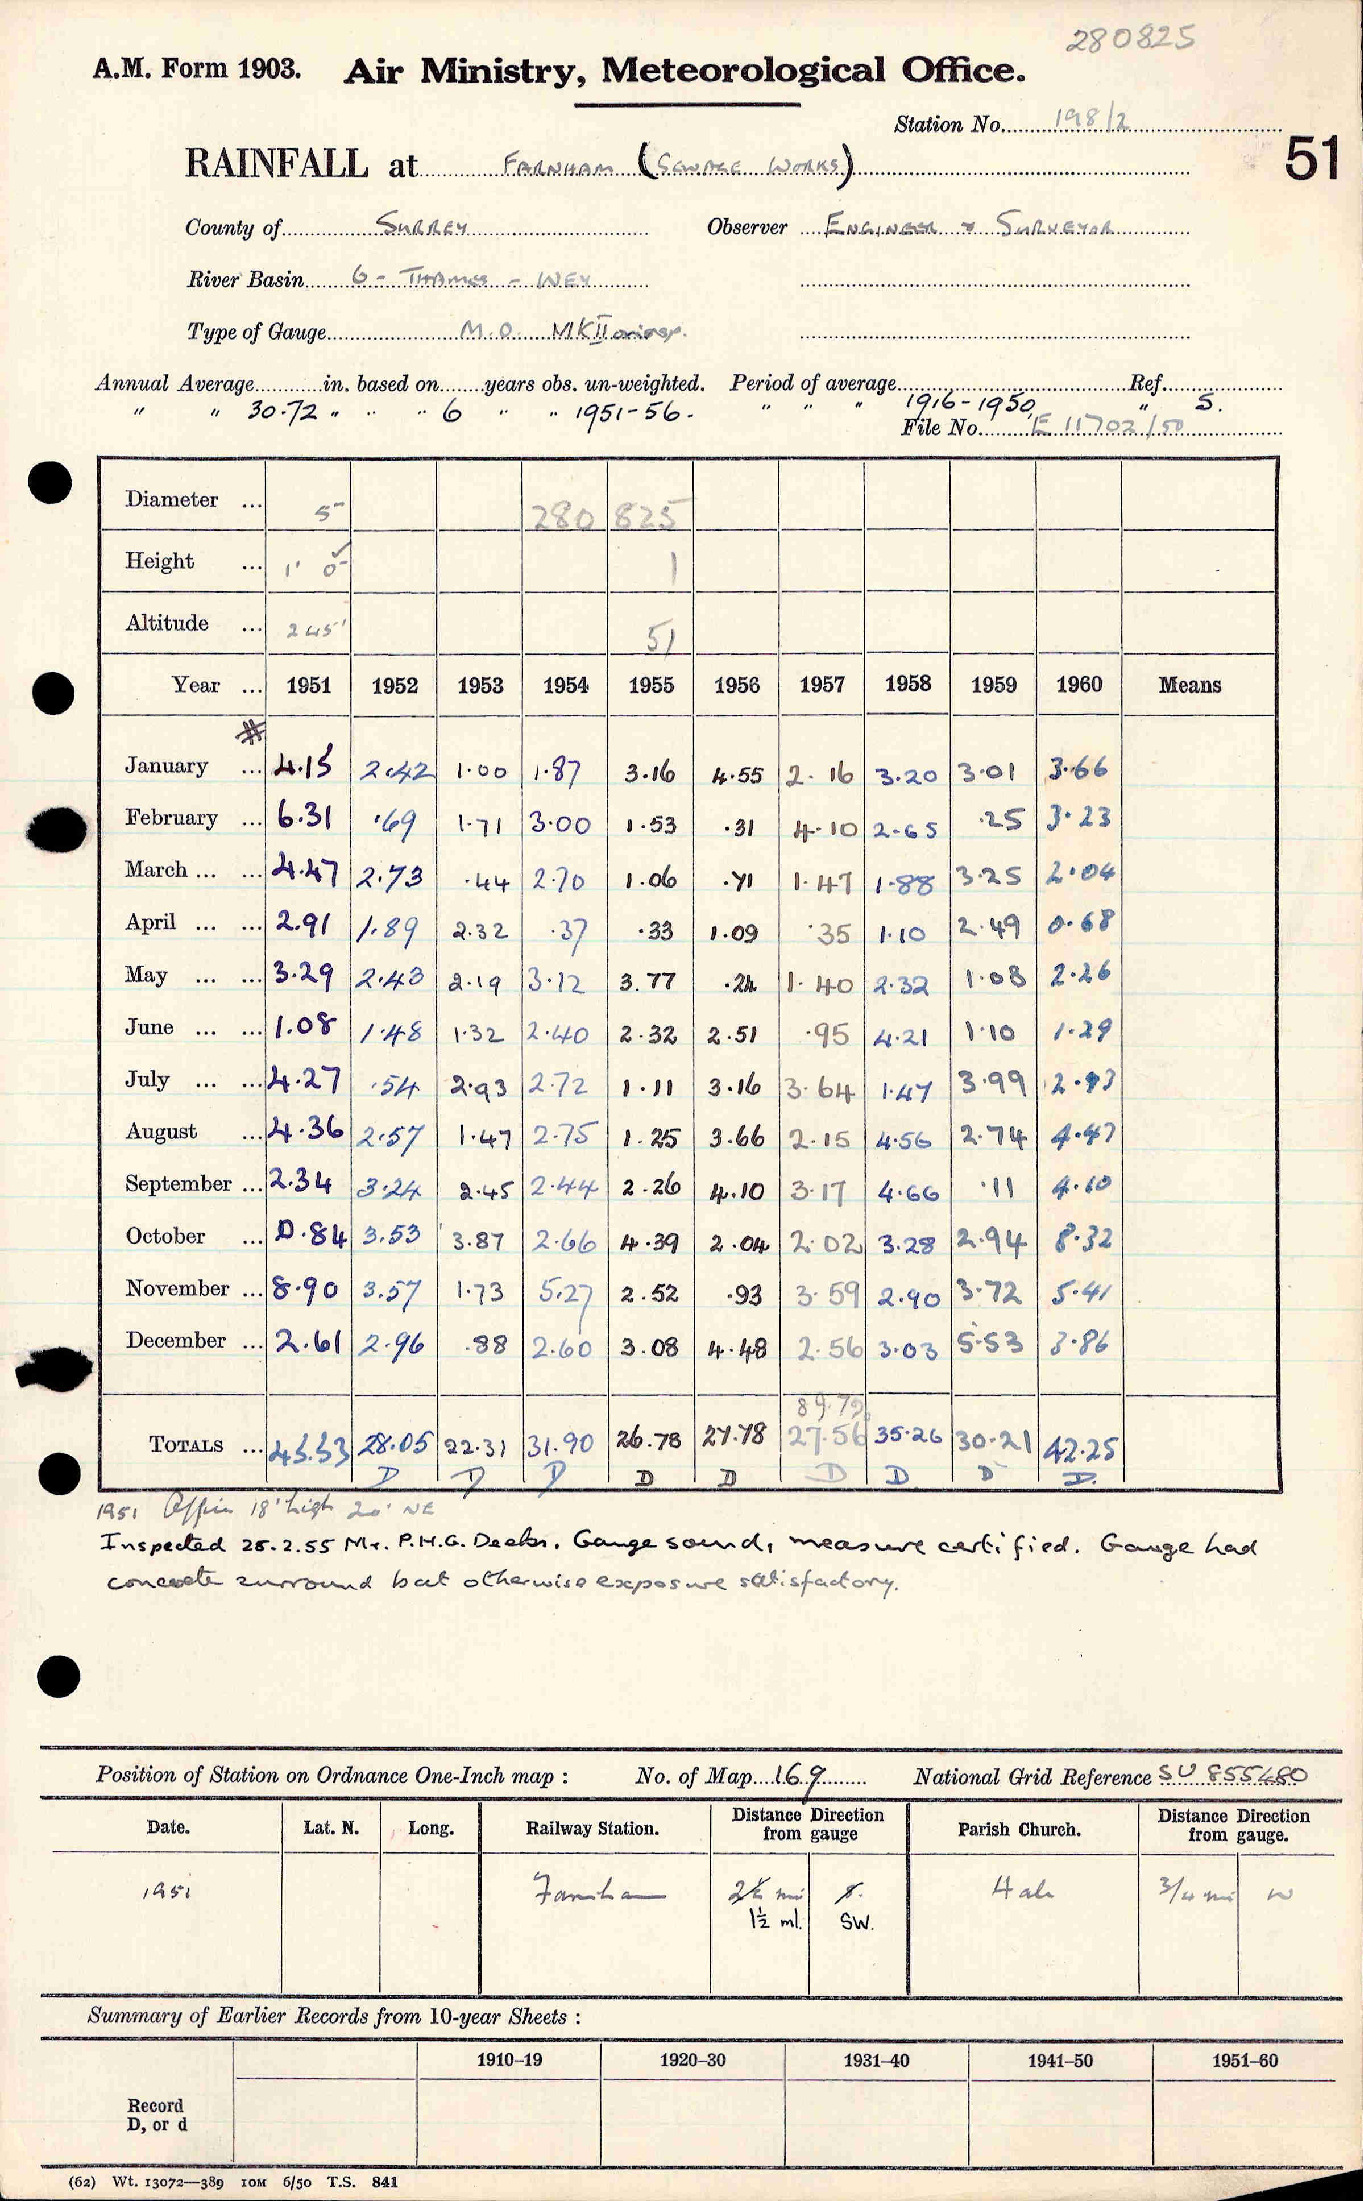 280825
A.M. Form 1903. Air Ministry, Meteorological Office.
Station No. 198/2
RAINFALL at FARNHAM (SEWAGE WORKS) 51
County of SURREY Observer ENGINEER & SURVEYOR
River Basin 6 - THAMES - WEY
Type of Gauge M.O. MKII
Annual Average in. based on years obs. un-weighted. Period of average Ref.
" " 30.72 " " " 6 " " 1951-56. " " " 1916-1950 " S.
File No. E 11702/50
Diameter ... 5 280 825
Height ... 1' 0 1
Altitude ... 245' 51
Year ... 1951 1952 1953 1954 1955 1956 1957 1958 1959 1960 Means
#
January ... 4.15 2.42 1.00 1.87 3.16 4.55 2.16 3.20 3.01 3.66
February ... 6.31 .69 1.71 3.00 1.53 .31 4.10 2.65 .25 3.23
March ... ... 4.47 2.73 .44 2.70 1.06 .71 1.47 1.88 3.25 2.04
April ... ... 2.91 1.89 2.32 .37 .33 1.09 .35 1.10 2.49 0.68
May ... ... 3.29 2.43 2.19 3.12 3.77 .24 1.40 2.32 1.08 2.26
June ... ... 1.08 1.48 1.32 2.40 2.32 2.51 .95 4.21 1.10 1.29
July ... ... 4.27 .54 2.93 2.72 1.11 3.16 3.64 1.47 3.99 2.93
August ... 4.36 2.57 1.47 2.75 1.25 3.66 2.15 4.56 2.74 4.47
September ... 2.34 3.24 2.45 2.44 2.26 4.10 3.17 4.66 .11 4.10
October ... 0.84 3.53 3.87 2.66 4.39 2.04 2.02 3.28 2.94 8.32
November ... 8.90 3.57 1.73 5.27 2.52 .93 3.59 2.90 3.72 5.41
December ... 2.61 2.96 .88 2.60 3.08 4.48 2.56 3.03 5.53 3.86
89.79
TOTALS ... 45.53 28.05 22.31 31.90 26.78 27.78 27.56 35.26 30.21 42.25
D D D D D D D D D.
1951 Office 18' high 20' NE
Inspected 25.2.55 Mr. P.H.G. Gauge sound, measure certified. Gauge had
concrete surround but otherwise exposure satisfactory.
Position of Station on Ordnance One-Inch map : No. of Map 169 National Grid Reference SU 855480
Date. Lat. N. Long. Railway Station. Distance Direction from gauge Parish Church. Distance Direction from gauge.
1951 Farnham 2½ mi S. Hale 3/4 mi W
1½ ml. SW.
Summary of Earlier Records from 10-year Sheets :
1910–19 1920–30 1931–40 1941–50 1951–60
Record
D, or d
(62) Wt. 13072—389 10M 6/50 T.S. 841